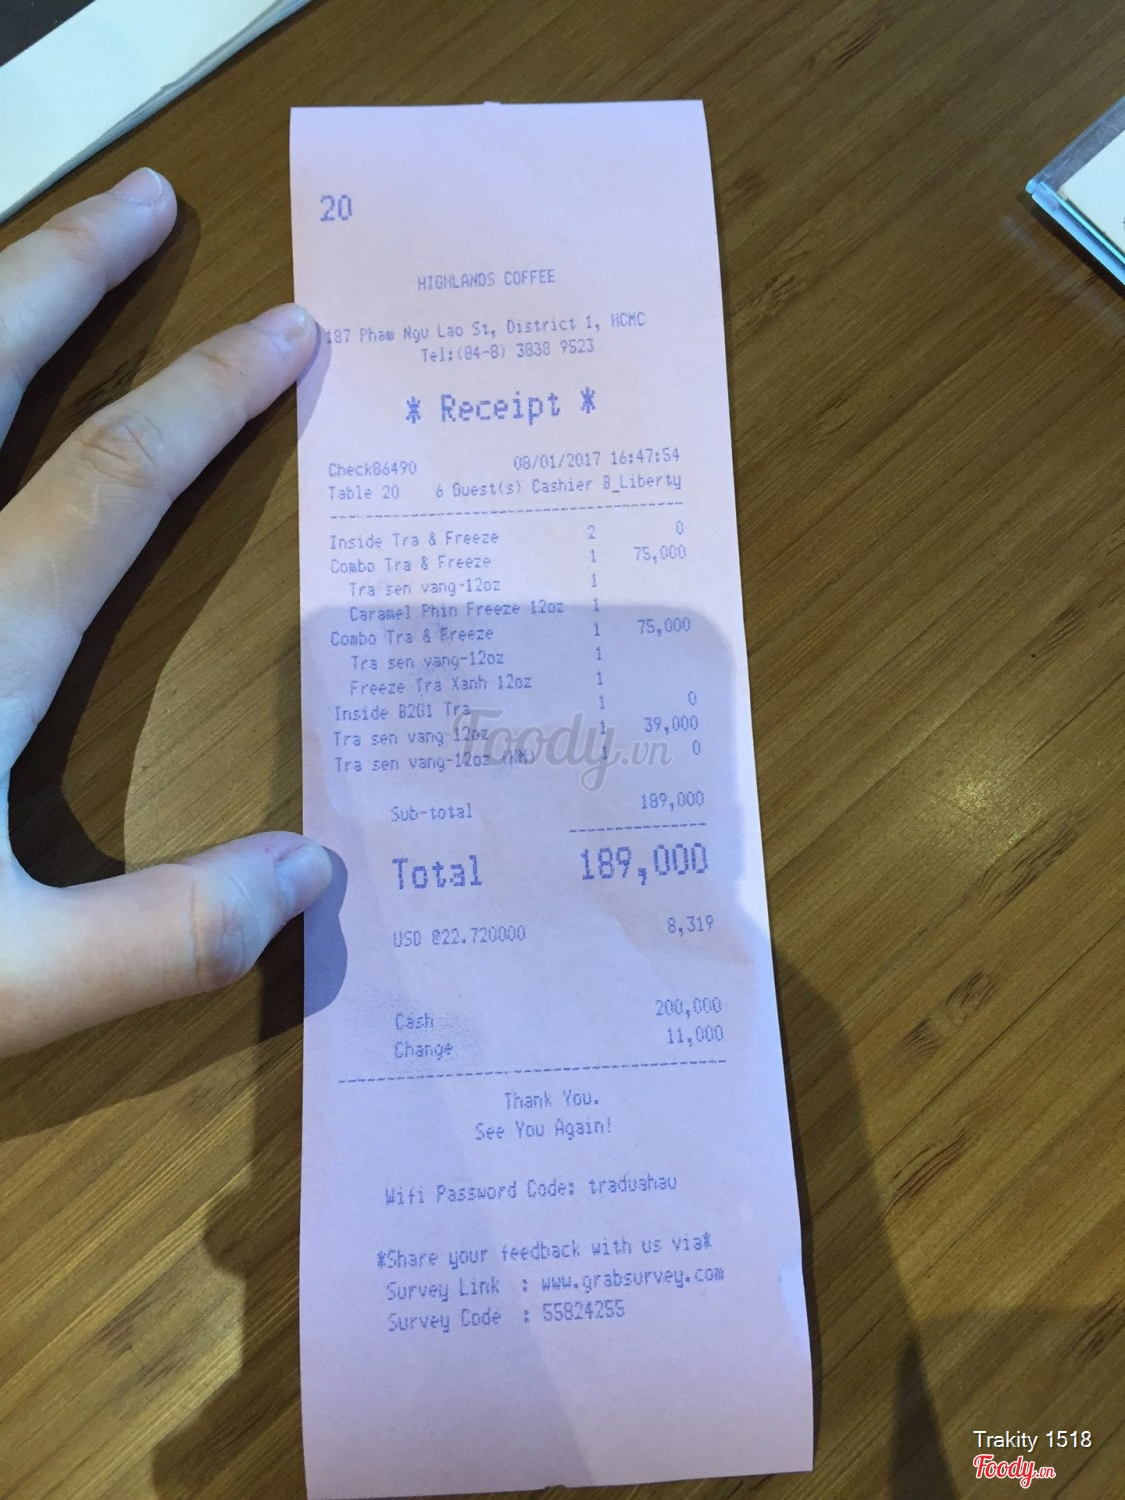 20
HIGHLANDS COFFEE
187 Pham Ngu Lao St, District 1, HCMC
Tel:(84-8) 3838 9523
* Receipt *
Check86490 08/01/2017 16:47:54
Table 20 6 Guest(s) Cashier 8_Liberty
Inside Tra & Freeze 2 0
Combo Tra & Freeze 1 75,000
Tra sen vang-12oz 1
Caramel Phin Freeze 12oz 1
Combo Tra & Freeze 1 75,000
Tra sen vang-12oz 1
Freeze Tra Xanh 12oz 1
Inside B2G1 Tra 1 0
Tra sen vang-12oz 1 39,000
Tra sen vang-12oz (NM) 1 0
Foody.vn
Sub-total 189,000
Total 189,000
USD @22.720000 8,319
Cash 200,000
Change 11,000
Thank You.
See You Again!
Wifi Password Code: traduahau
*Share your feedback with us via*
Survey Link : www.grabsurvey.com
Survey Code : 55824255
Trakity 1518
Foody.vn